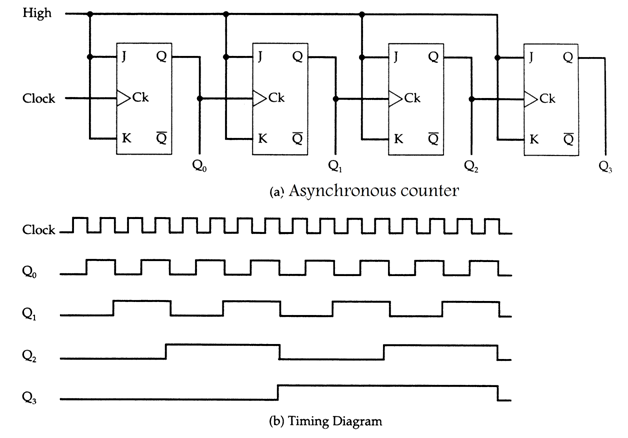 High
J Q J Q J Q J Q
Clock Ck Ck Ck Ck
K Q̅ K Q̅ K Q̅ K Q̅
Q₀ Q₁ Q₂ Q₃
(a) Asynchronous counter
Clock
Q₀
Q₁
Q₂
Q₃
(b) Timing Diagram